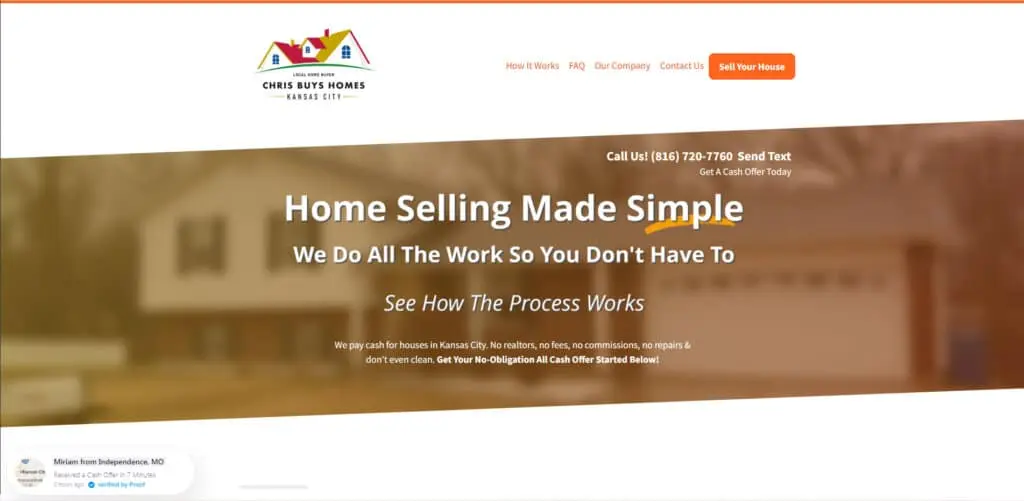 LOCAL HOME BUYER
CHRIS BUYS HOMES
KANSAS CITY
How It Works FAQ Our Company Contact Us Sell Your House
Call Us! (816) 720-7760 Send Text
Get A Cash Offer Today
Home Selling Made Simple
We Do All The Work So You Don't Have To
See How The Process Works
We pay cash for houses in Kansas City. No realtors, no fees, no commissions, no repairs &
don't even clean. Get Your No-Obligation All Cash Offer Started Below!
Miriam from Independence, MO
Received a Cash Offer in 7 Minutes
hours ago verified by Proof